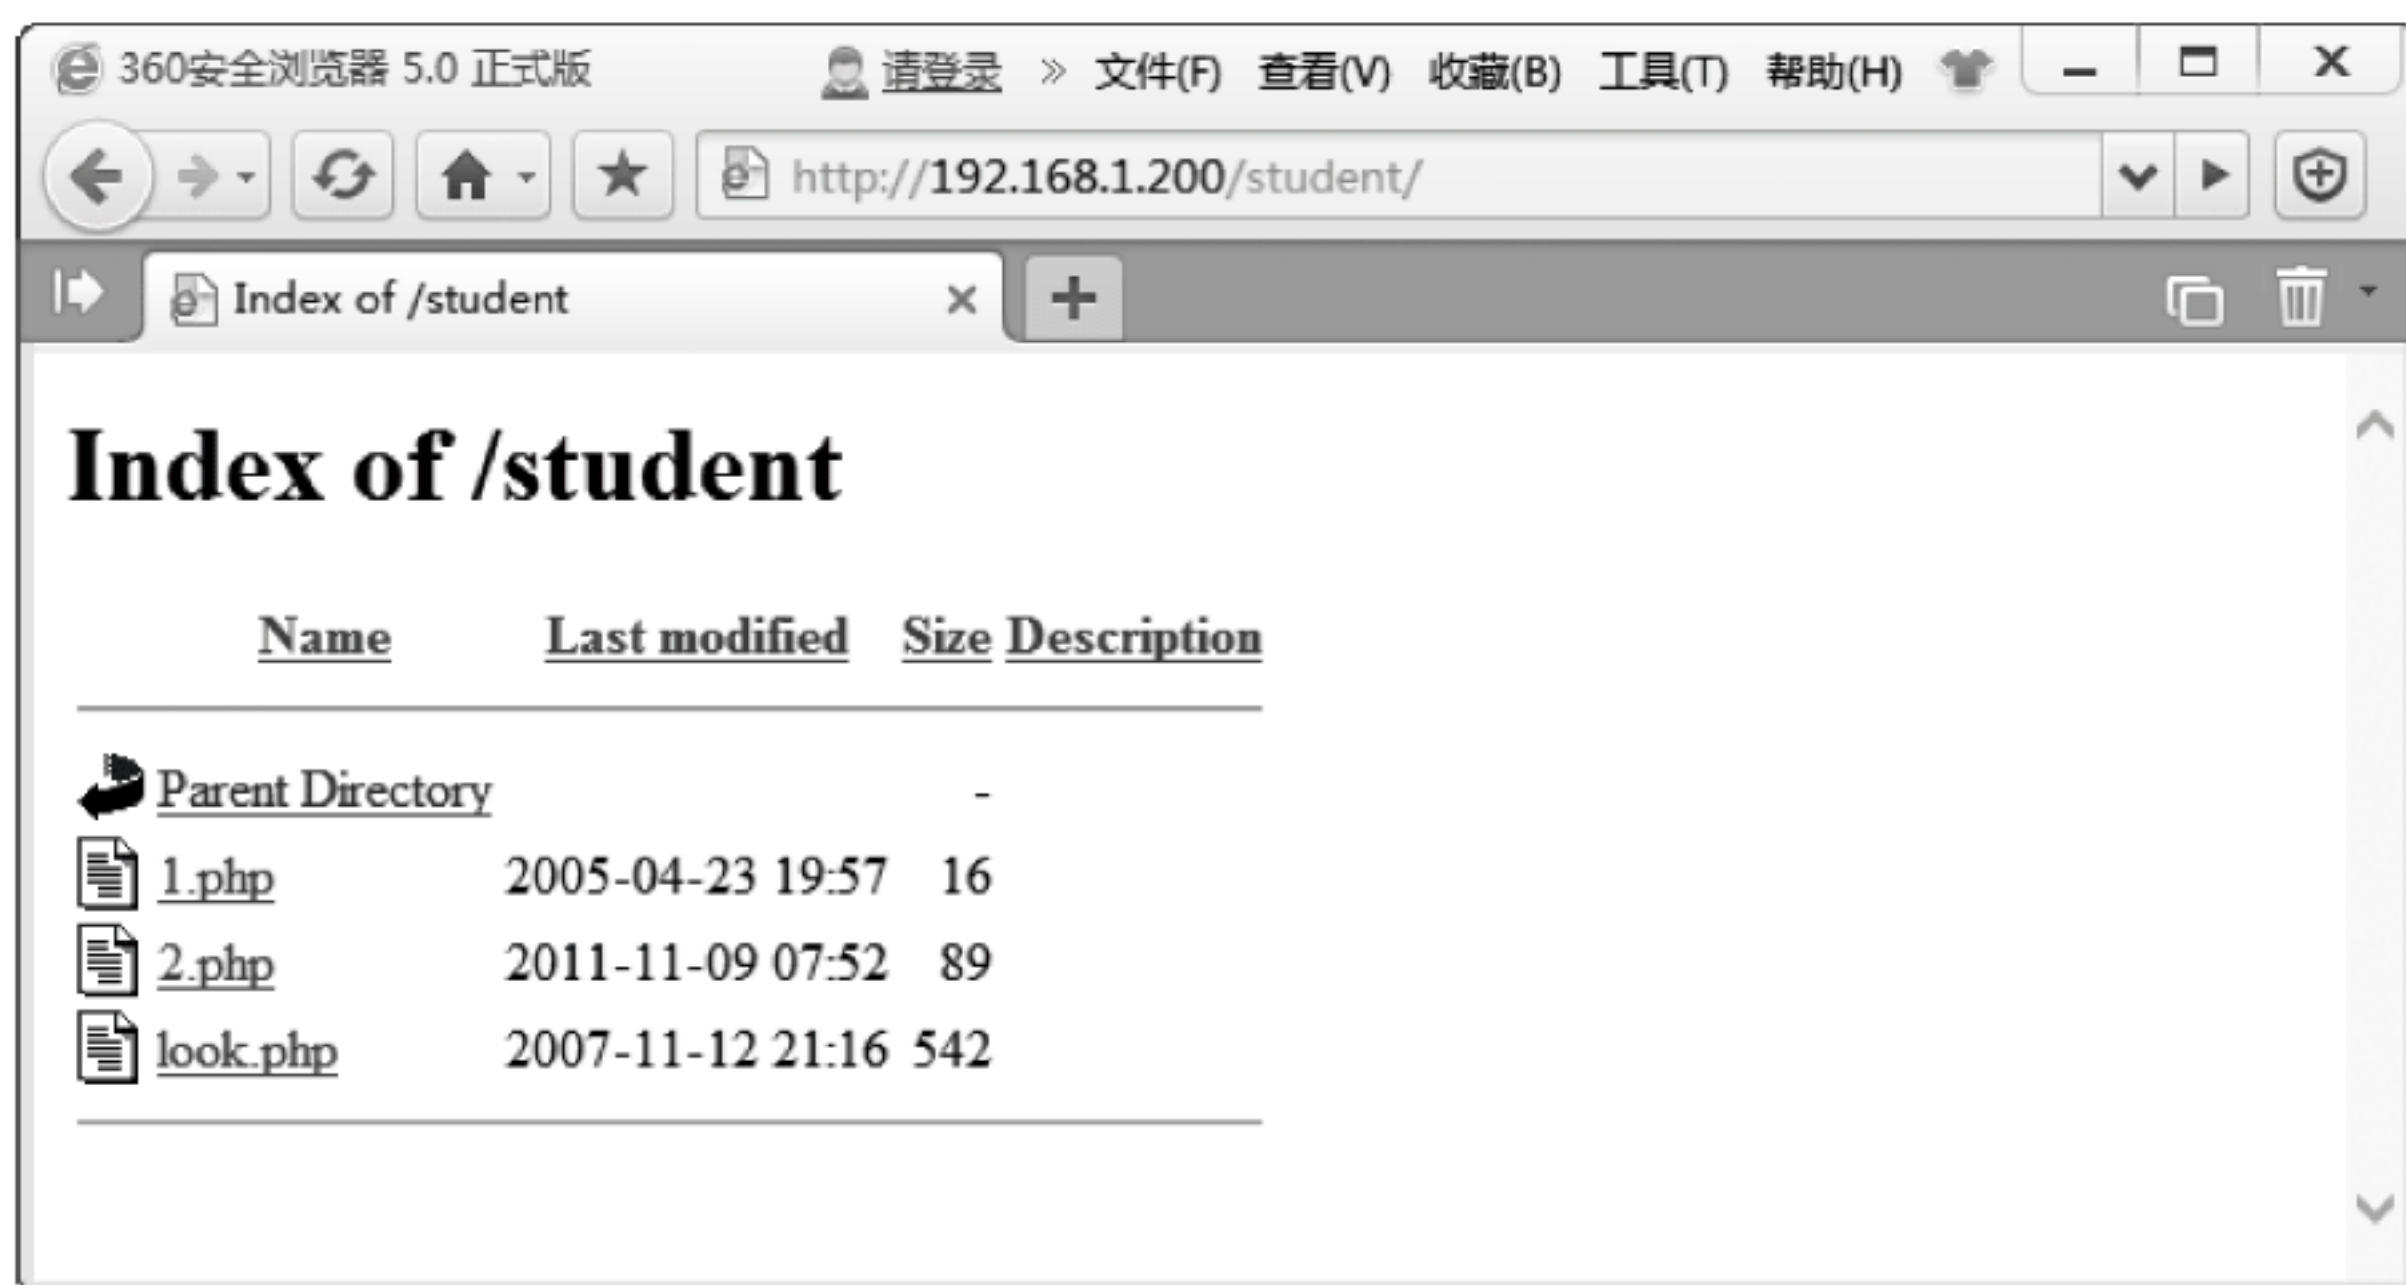 360安全浏览器 5.0 正式版 请登录 » 文件(F) 查看(V) 收藏(B) 工具(T) 帮助(H)
http://192.168.1.200/student/
Index of /student
Index of /student
Name Last modified Size Description
Parent Directory -
1.php 2005-04-23 19:57 16
2.php 2011-11-09 07:52 89
look.php 2007-11-12 21:16 542